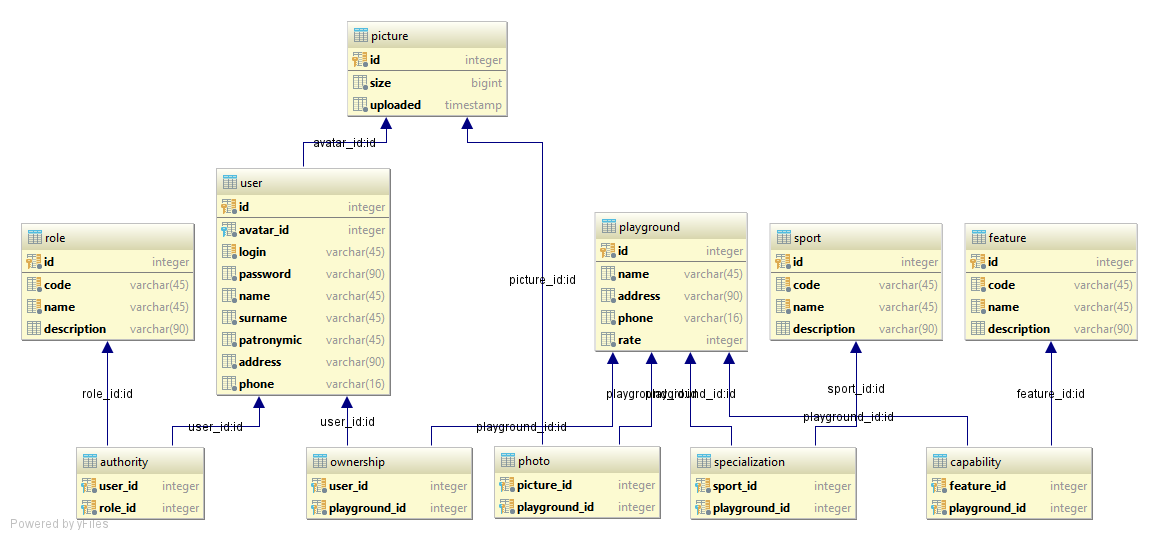 picture
id integer
size bigint
uploaded timestamp
avatar_id:id
user
id integer
avatar_id integer
login varchar(45)
password varchar(90)
name varchar(45)
surname varchar(45)
patronymic varchar(45)
address varchar(90)
phone varchar(16)
role
id integer
code varchar(45)
name varchar(45)
description varchar(90)
picture_id:id
playground
id integer
name varchar(45)
address varchar(90)
phone varchar(16)
rate integer
sport
id integer
code varchar(45)
name varchar(45)
description varchar(90)
feature
id integer
code varchar(45)
name varchar(45)
description varchar(90)
role_id:id
user_id:id
user_id:id
playground_id:id
playground_id:id
playground_id:id
sport_id:id
playground_id:id
feature_id:id
authority
user_id integer
role_id integer
ownership
user_id integer
playground_id integer
photo
picture_id integer
playground_id integer
specialization
sport_id integer
playground_id integer
capability
feature_id integer
playground_id integer
Powered by yFiles